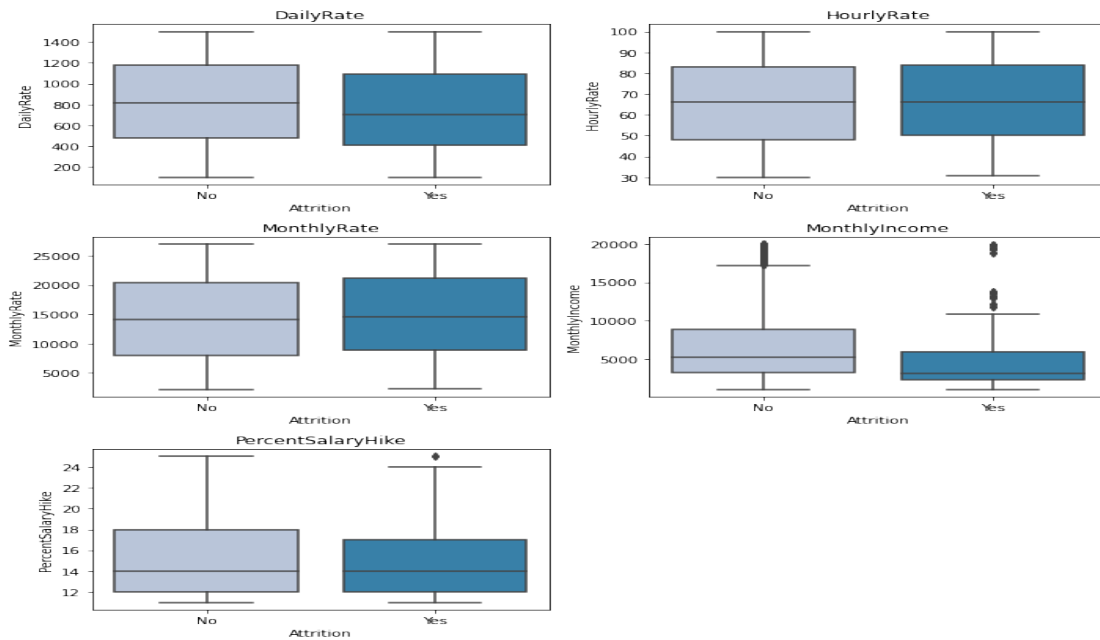 DailyRate
DailyRate
1400
1200
1000
800
600
400
200
No
Yes
Attrition
HourlyRate
HourlyRate
100
90
80
70
60
50
40
30
No
Yes
Attrition
MonthlyRate
MonthlyRate
25000
20000
15000
10000
5000
No
Yes
Attrition
MonthlyIncome
MonthlyIncome
20000
15000
10000
5000
No
Yes
Attrition
PercentSalaryHike
PercentSalaryHike
24
22
20
18
16
14
12
No
Yes
Attrition